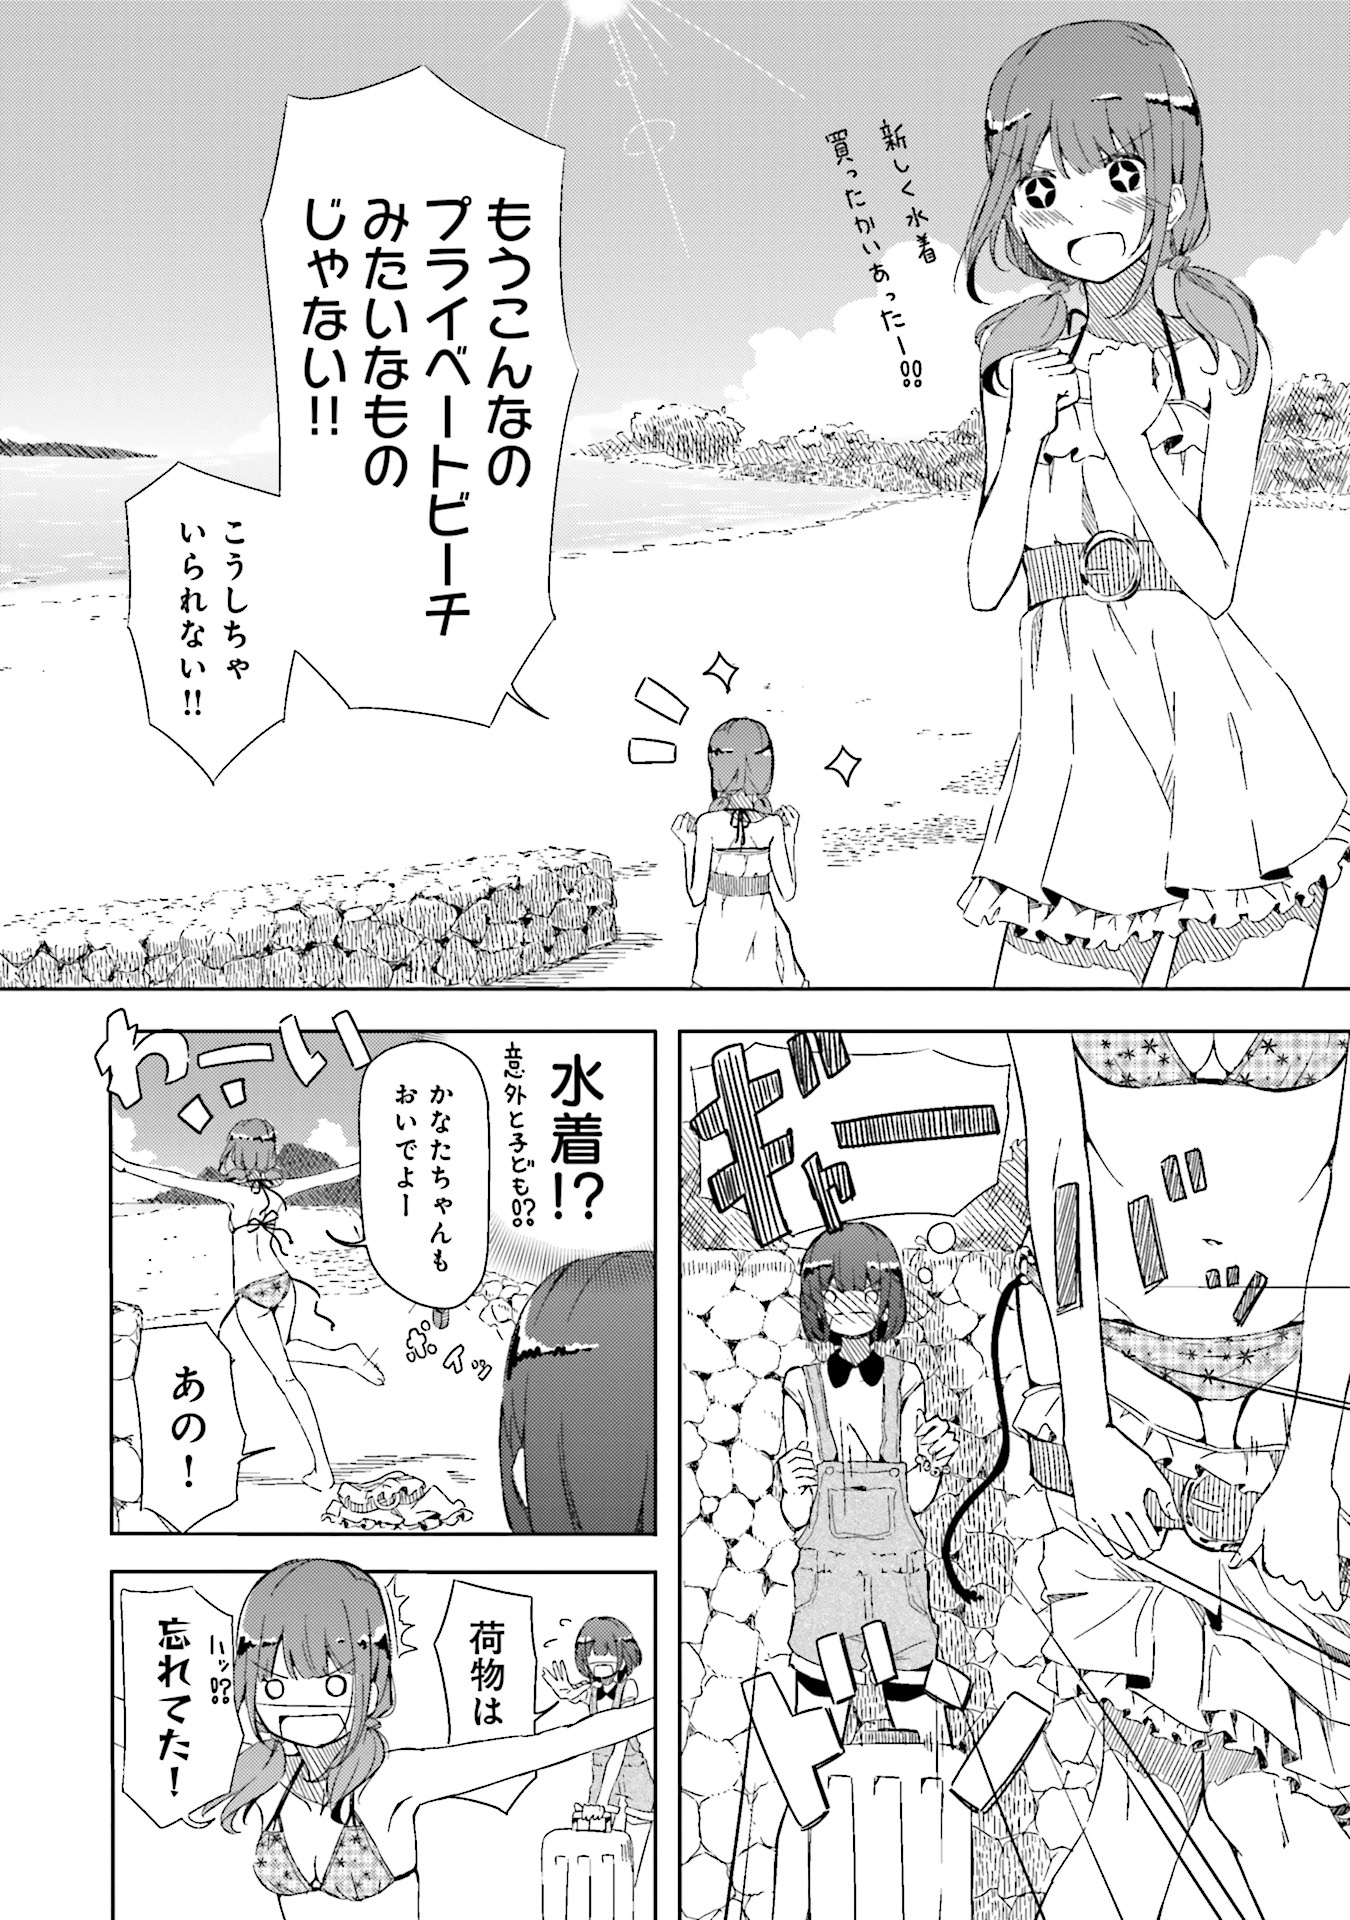 新しく水着
買ったかいあったー!!
もうこんなの
プライベートビーチ
みたいなもの
じゃない!!
こうしちゃ
いられない!!
ぎゃー
水着!?
意外と子ども!?
かなたちゃんも
おいでよー
わーい
ポイッ
あの!
荷物は
ハッ!?
忘れてた!